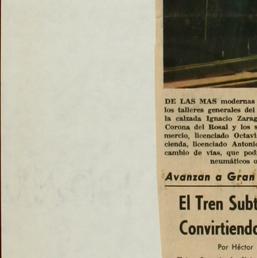 DE LAS MAS modernas
los talleres generales del
la calzada Ignacio Zarag
Corona del Rosal y los s
mercio, licenciado Octavi
cienda, licenciado Antonio
cambio de vías, que pod
neumáticos o
Avanzan a Gran
El Tren Subt
Convirtiendo
Por Héctor